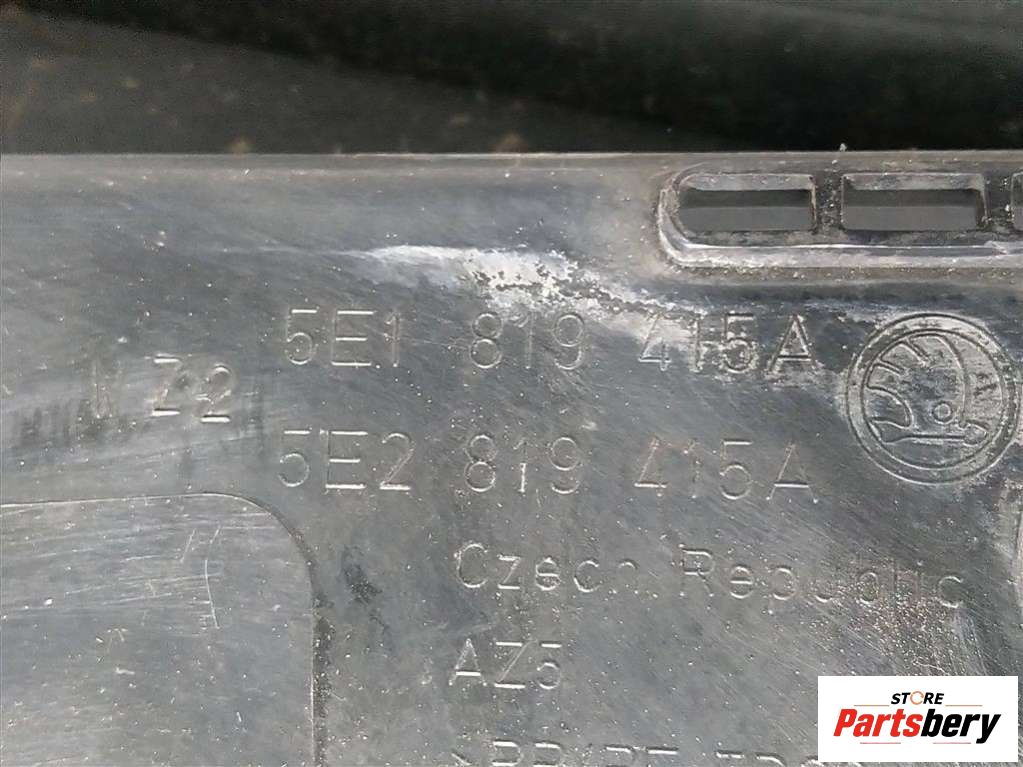 5E1 819 415A
Z2
5E2 819 415A
Czech Republic
AZ5
STORE
Partsbery